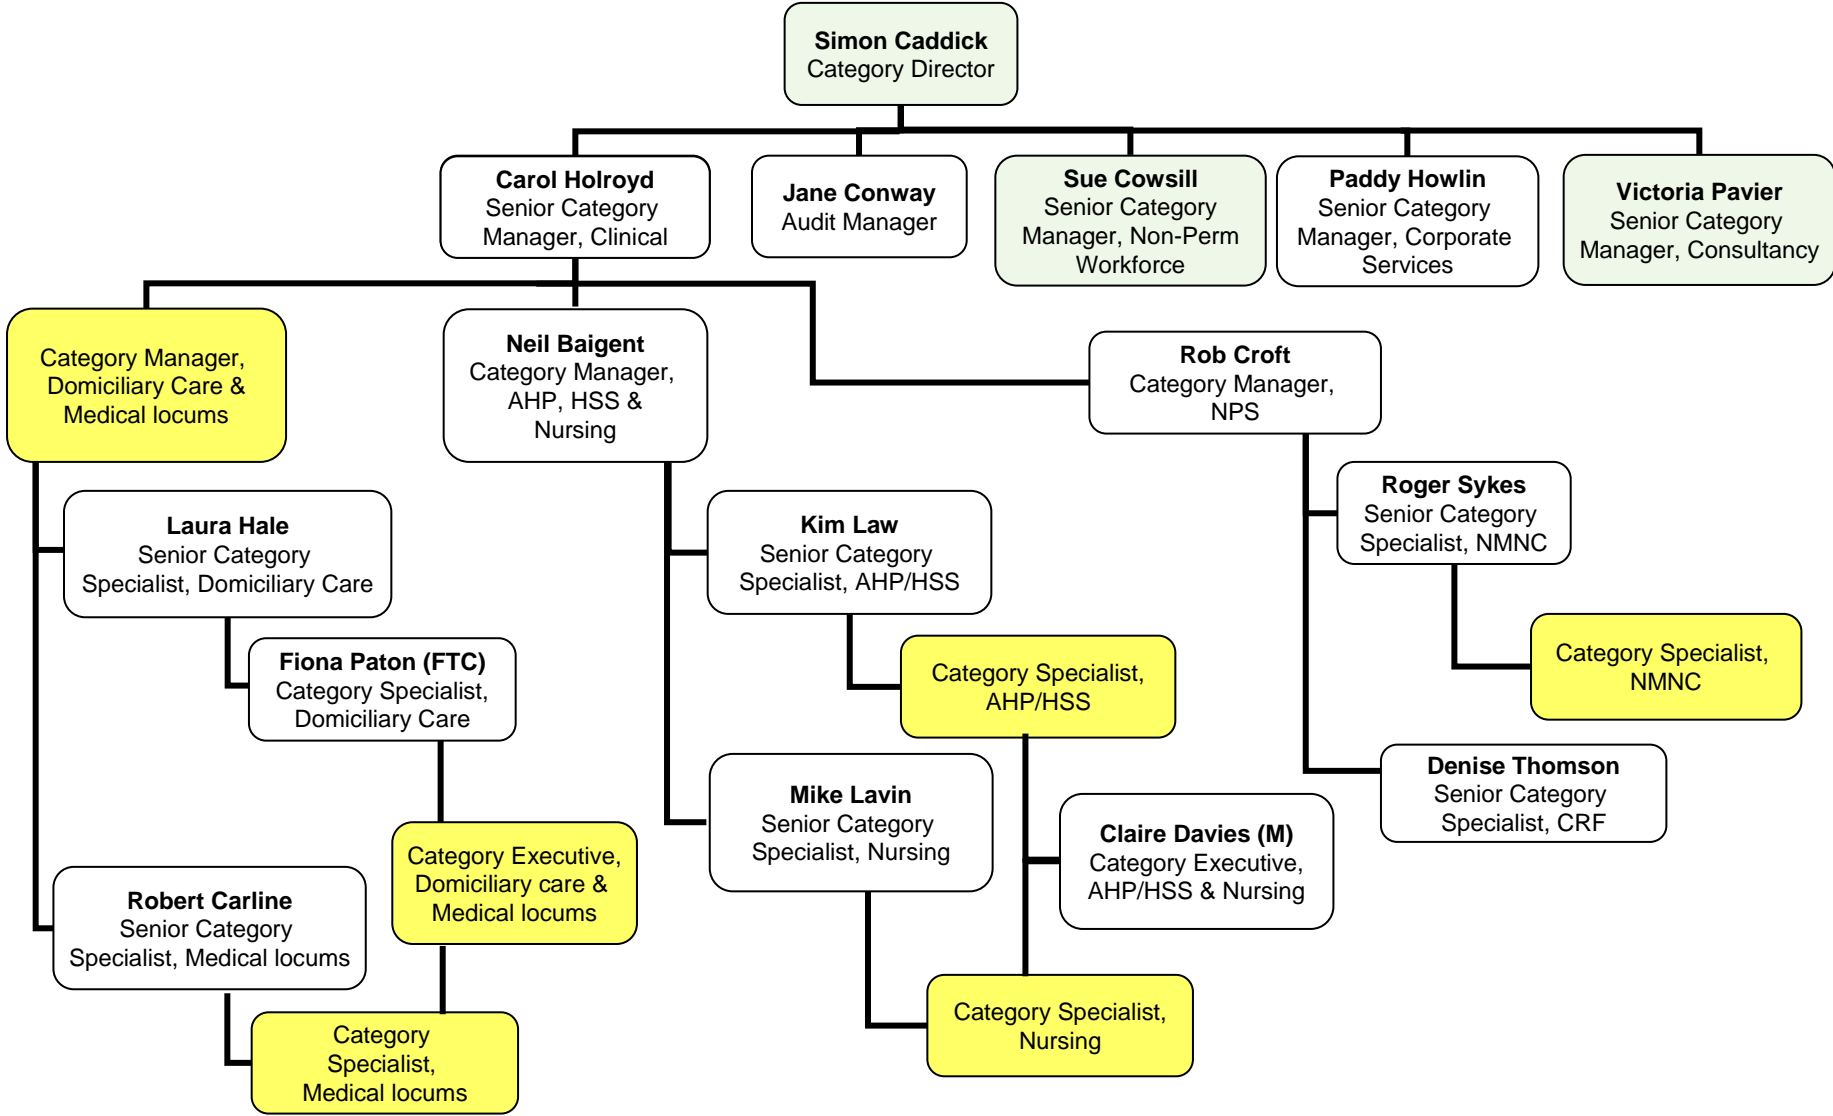 Simon Caddick
Category Director
Carol Holroyd
Senior Category
Manager, Clinical
Jane Conway
Audit Manager
Sue Cowsill
Senior Category
Manager, Non-Perm
Workforce
Paddy Howlin
Senior Category
Manager, Corporate
Services
Victoria Pavier
Senior Category
Manager, Consultancy
Category Manager,
Domiciliary Care &
Medical locums
Neil Baigent
Category Manager,
AHP, HSS &
Nursing
Rob Croft
Category Manager,
NPS
Laura Hale
Senior Category
Specialist, Domiciliary Care
Kim Law
Senior Category
Specialist, AHP/HSS
Roger Sykes
Senior Category
Specialist, NMNC
Fiona Paton (FTC)
Category Specialist,
Domiciliary Care
Category Specialist,
AHP/HSS
Category Specialist,
NMNC
Mike Lavin
Senior Category
Specialist, Nursing
Denise Thomson
Senior Category
Specialist, CRF
Claire Davies (M)
Category Executive,
AHP/HSS & Nursing
Category Executive,
Domiciliary care &
Medical locums
Robert Carline
Senior Category
Specialist, Medical locums
Category Specialist,
Nursing
Category
Specialist,
Medical locums